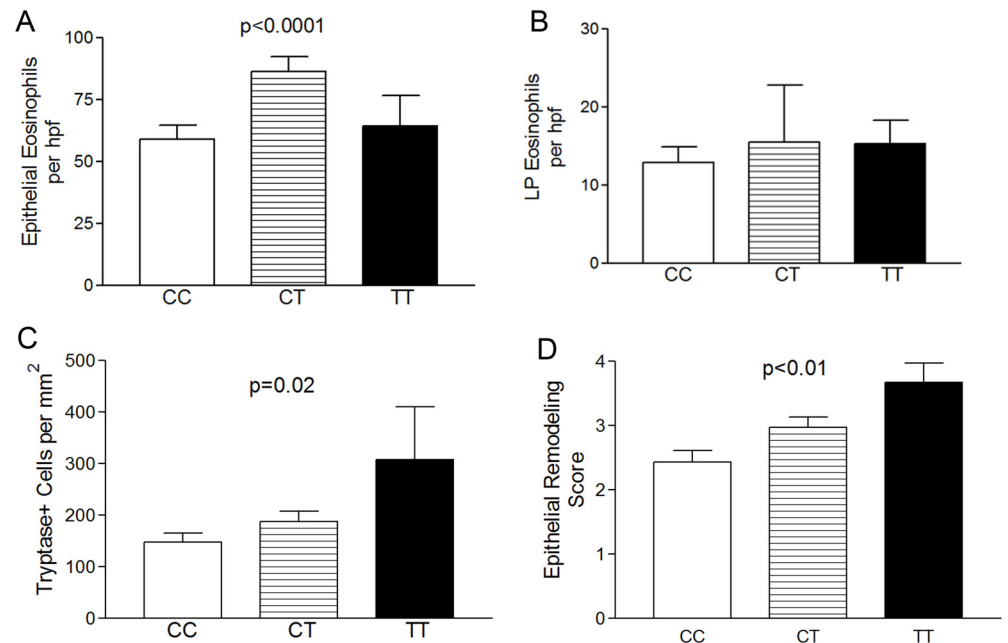 A
p<0.0001
Epithelial Eosinophils
per hpf
100
75
50
25
0
CC CT TT
B
LP Eosinophils
per hpf
30
20
10
0
CC CT TT
C
p=0.02
Tryptase+ Cells per mm²
500
400
300
200
100
0
CC CT TT
D
p<0.01
Epithelial Remodeling
Score
4
3
2
1
0
CC CT TT